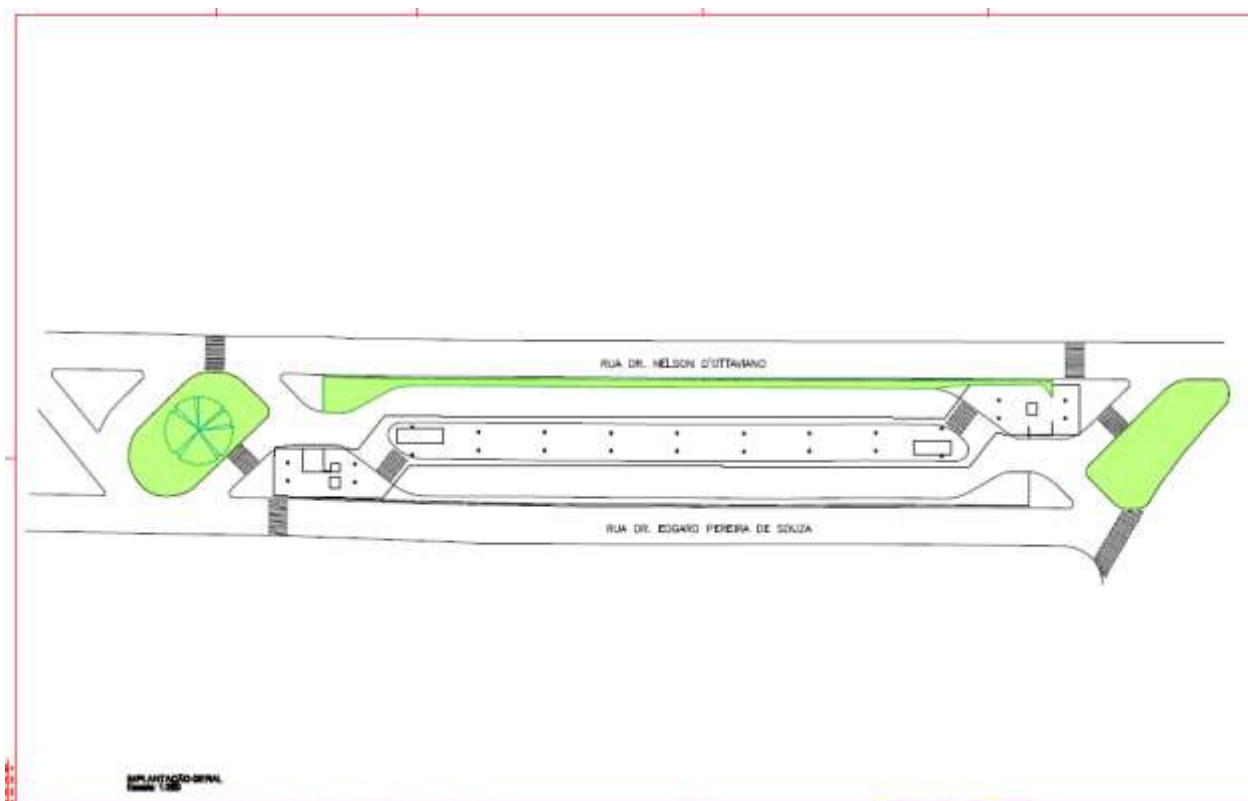 RUA DR. NELSON D'OTTAVIANO
RUA DR. EDGARD PEREIRA DE SOUZA
IMPLANTAÇÃO GERAL